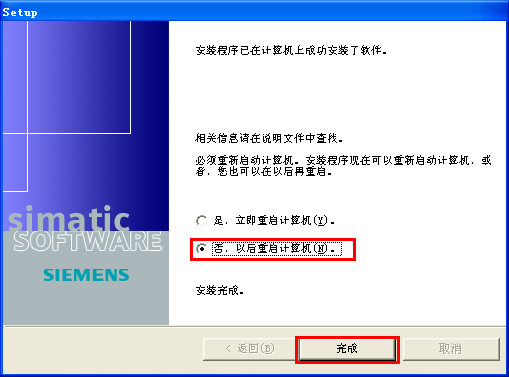 Setup
安装程序已在计算机上成功安装了软件。
相关信息请在说明文件中查找。
必须重新启动计算机。安装程序现在可以重新启动计算机，或
者，您也可以在以后再重启。
simatic
SOFTWARE
是，立即重启计算机(Y)。
否，以后重启计算机(N)。
SIEMENS
安装完成。
< 返回(B)
完成
取消